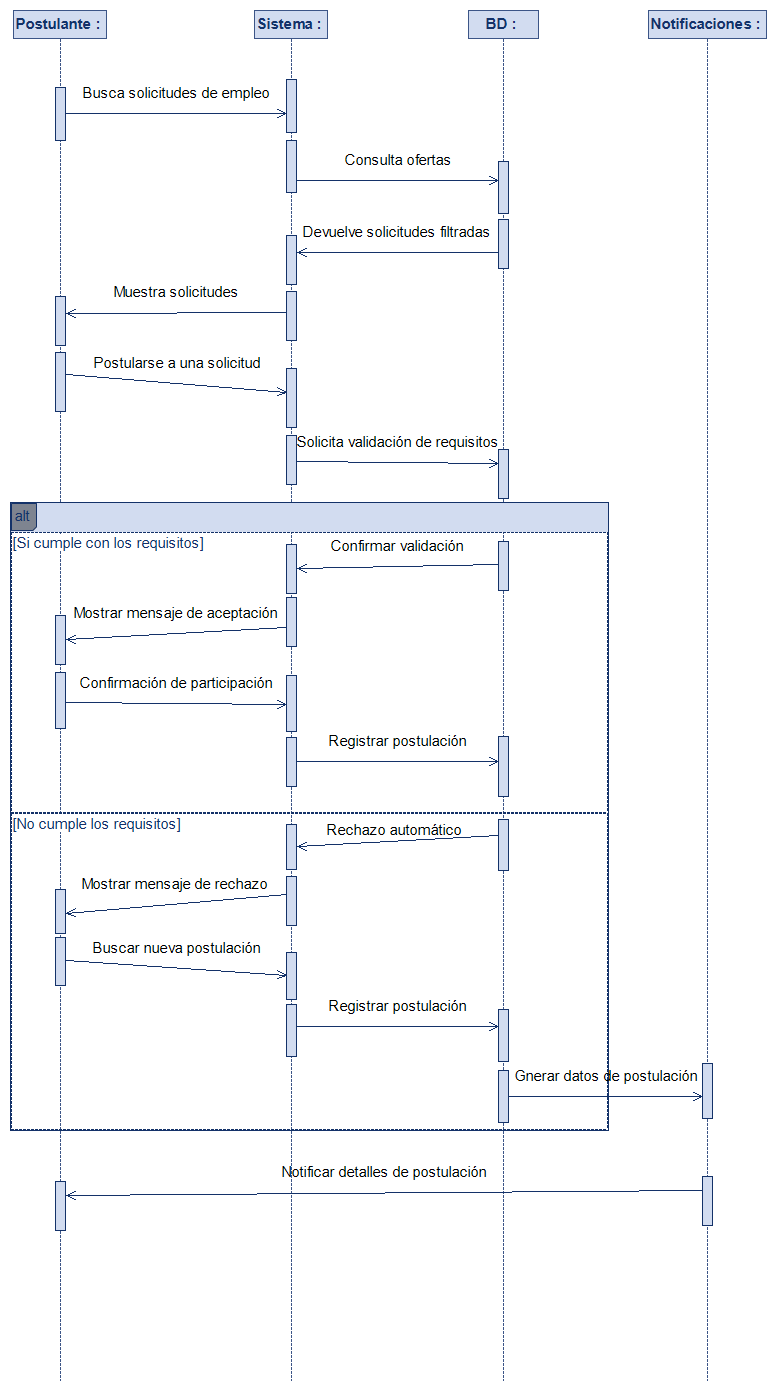 Postulante :
Sistema :
BD :
Notificaciones :
Busca solicitudes de empleo
Consulta ofertas
Devuelve solicitudes filtradas
Muestra solicitudes
Postularse a una solicitud
Solicita validación de requisitos
alt
[Si cumple con los requisitos]
Confirmar validación
Mostrar mensaje de aceptación
Confirmación de participación
Registrar postulación
[No cumple los requisitos]
Rechazo automático
Mostrar mensaje de rechazo
Buscar nueva postulación
Registrar postulación
Gnerar datos de postulación
Notificar detalles de postulación